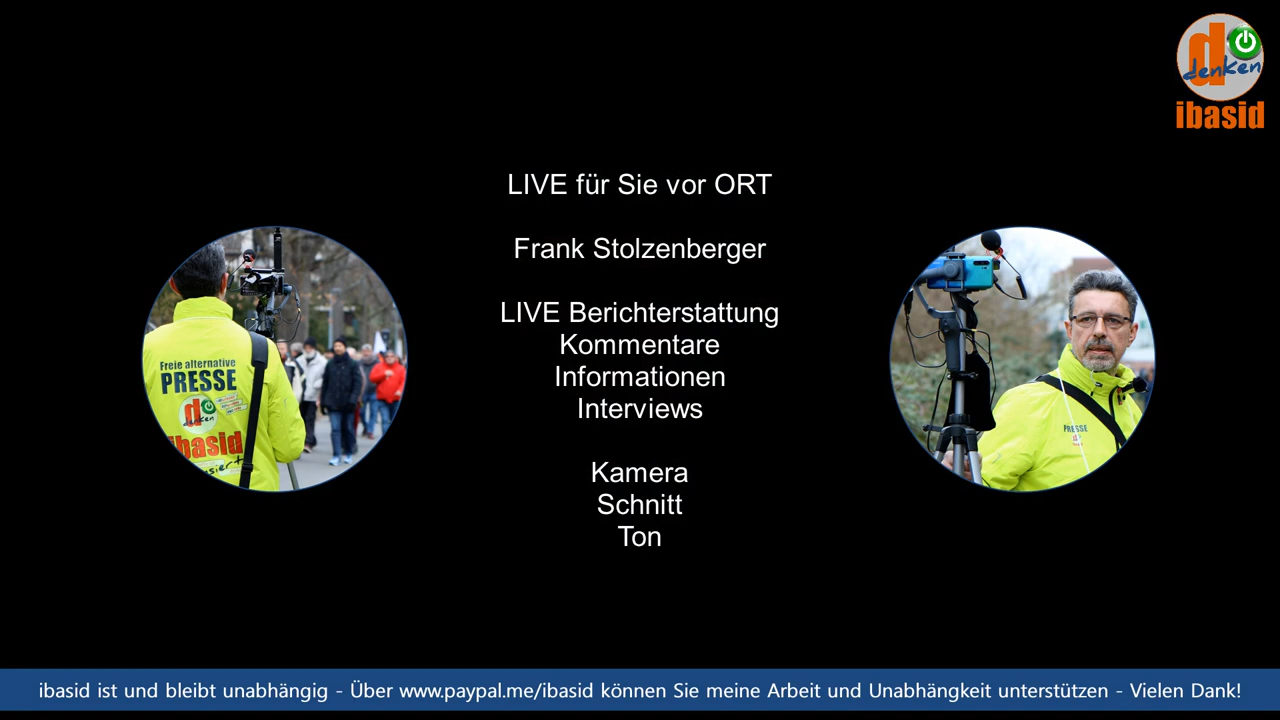 d
denken
ibasid
LIVE für Sie vor ORT
Frank Stolzenberger
LIVE Berichterstattung
Kommentare
Informationen
Interviews
Kamera
Schnitt
Ton
Freie alternative
PRESSE
d
denken
ibasid
PRESSE
ibasid ist und bleibt unabhängig - Über www.paypal.me/ibasid können Sie meine Arbeit und Unabhängkeit unterstützen - Vielen Dank!